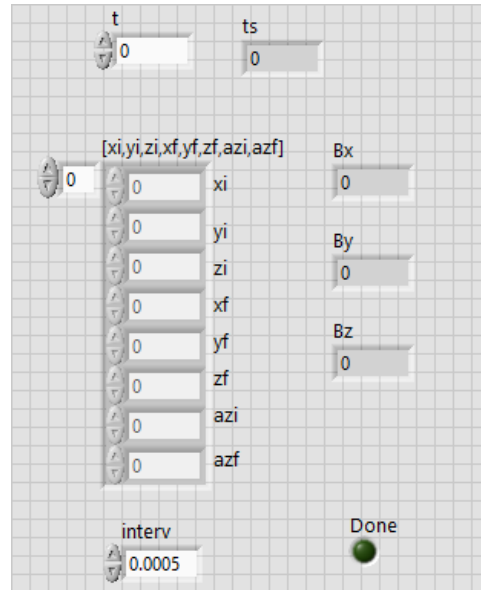 t
ts
0
0
[xi,yi,zi,xf,yf,zf,azi,azf]
Bx
0
0
xi
0
0
yi
By
0
zi
0
0
xf
Bz
0
yf
0
0
zf
0
azi
0
azf
interv
Done
0.0005